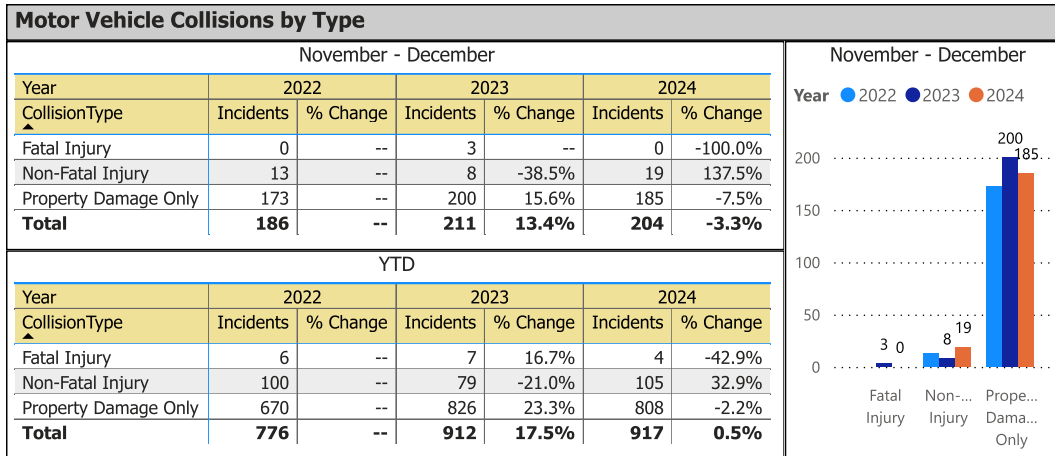 Motor Vehicle Collisions by Type
November - December
Year 2022 2023 2024
CollisionType Incidents % Change Incidents % Change Incidents % Change
Fatal Injury 0 -- 3 -- 0 -100.0%
Non-Fatal Injury 13 -- 8 -38.5% 19 137.5%
Property Damage Only 173 -- 200 15.6% 185 -7.5%
Total 186 -- 211 13.4% 204 -3.3%
YTD
Year 2022 2023 2024
CollisionType Incidents % Change Incidents % Change Incidents % Change
Fatal Injury 6 -- 7 16.7% 4 -42.9%
Non-Fatal Injury 100 -- 79 -21.0% 105 32.9%
Property Damage Only 670 -- 826 23.3% 808 -2.2%
Total 776 -- 912 17.5% 917 0.5%
November - December
Year 2022 2023 2024
200
185
200
150
100
50
19
8
3 0
0
Fatal Non-... Prope...
Injury Injury Dama...
Only